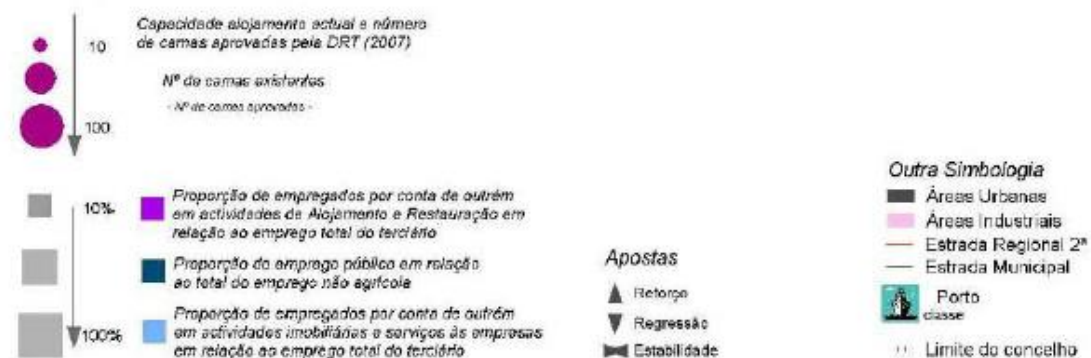 Capacidade alojamento actual e número
de camas aprovadas pela DRT (2007)
10
Nº de camas existentes
- Nº de camas aprovadas -
100
10%
Proporção de empregados por conta de outrém
em actividades de Alojamento e Restauração em
relação ao emprego total do terciário
Proporção do emprego público em relação
ao total do emprego não agrícola
100%
Proporção de empregados por conta de outrém
em actividades imobiliárias e serviços às empresas
em relação ao emprego total do terciário
Apostas
Reforço
Regressão
Estabilidade
Outra Simbologia
Áreas Urbanas
Áreas Industriais
Estrada Regional 2ª
Estrada Municipal
Porto
classe
Limite do concelho